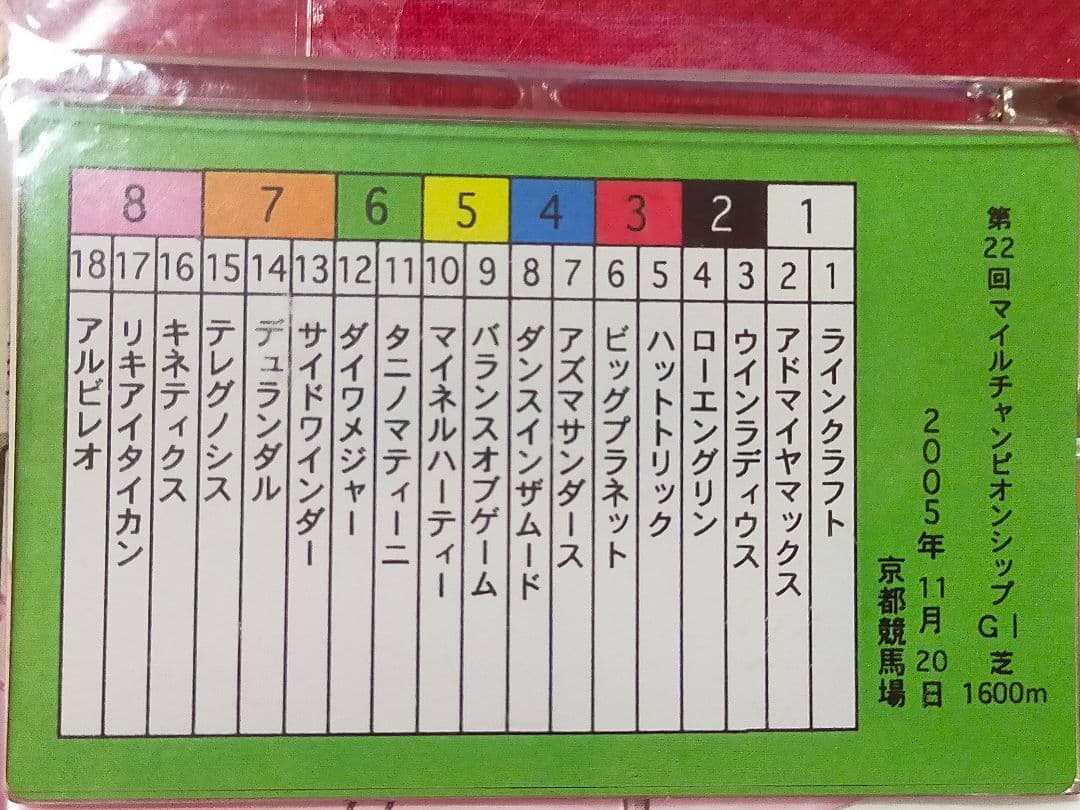 第22回マイルチャンピオンシップ GⅠ 芝1600m
2005年11月20日
京都競馬場
1 2 3 4 5 6 7 8
1 ラインクラフト
2 アドマイヤマックス
3 ウインラディウス
4 ローエングリン
5 ハットトリック
6 ビッグプラネット
7 アズマサンダース
8 ダンスインザムード
9 バランスオブゲーム
10 マイネルハーティー
11 タニノマティーニ
12 ダイワメジャー
13 サイドワインダー
14 デュランダル
15 テレグノシス
16 キネティクス
17 リキアイタイカン
18 アルビレオ